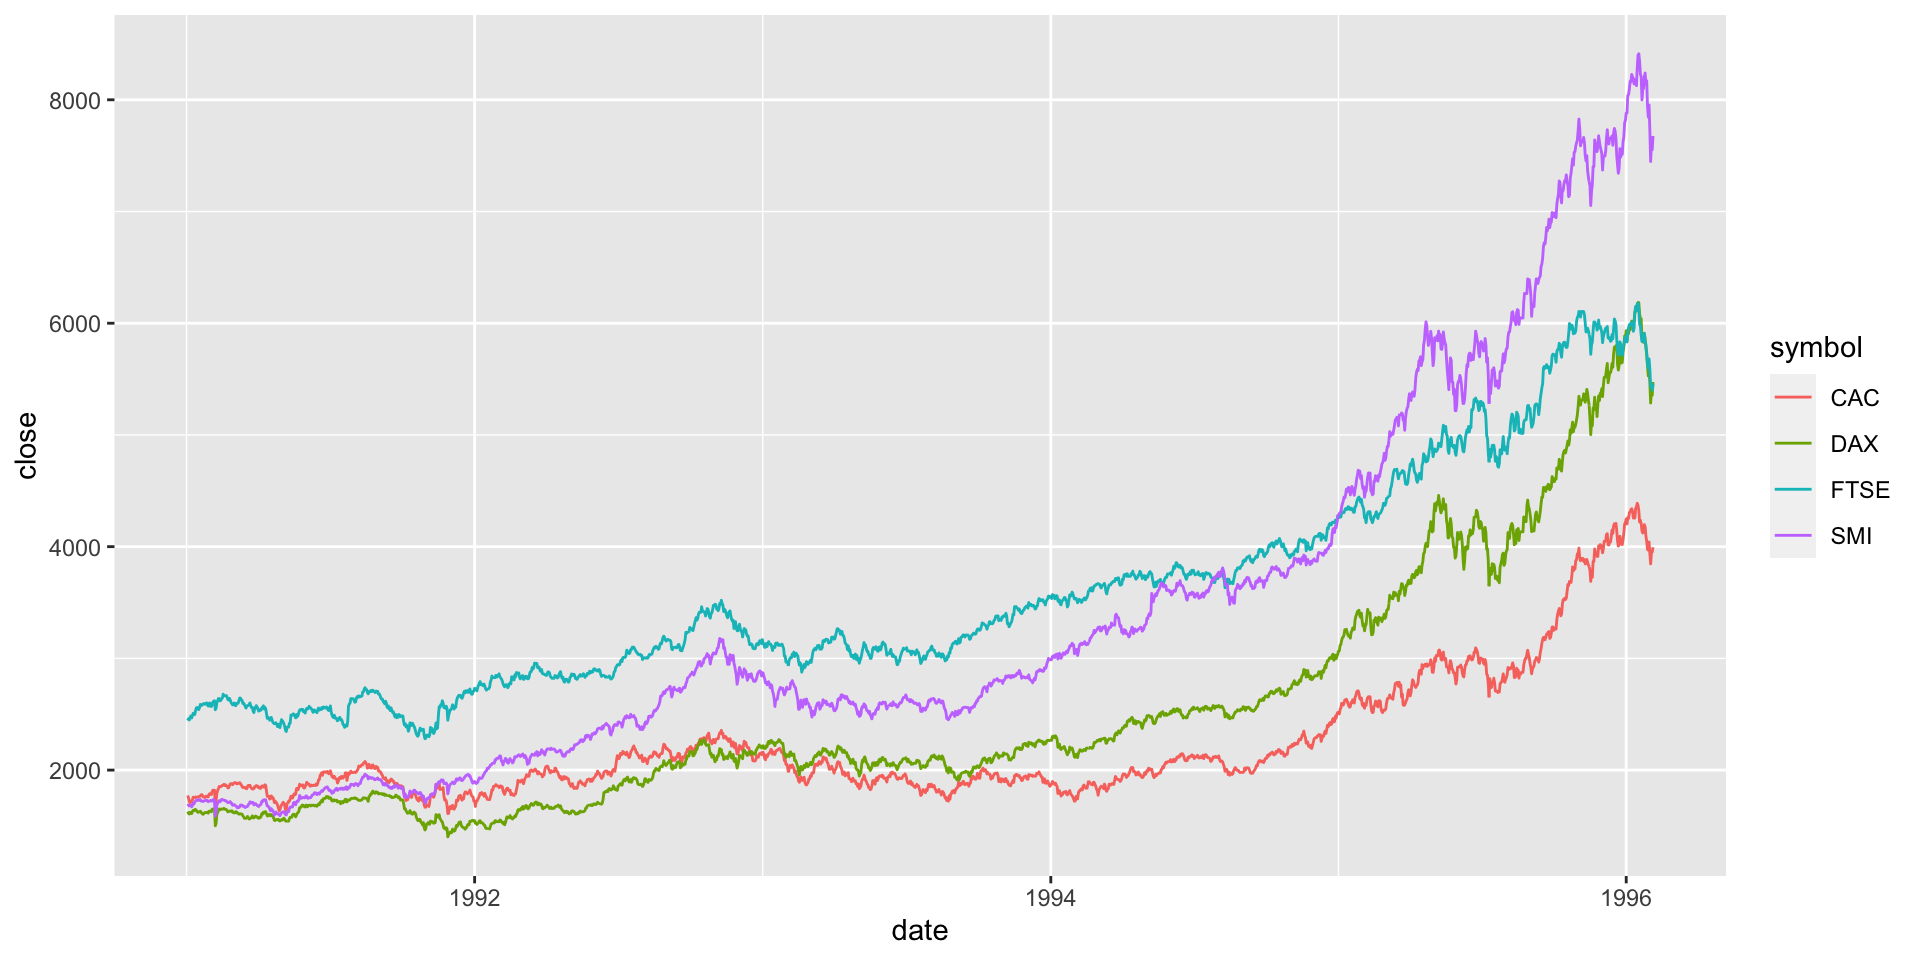 8000
6000
4000
2000
close
1992
1994
1996
date
symbol
CAC
DAX
FTSE
SMI